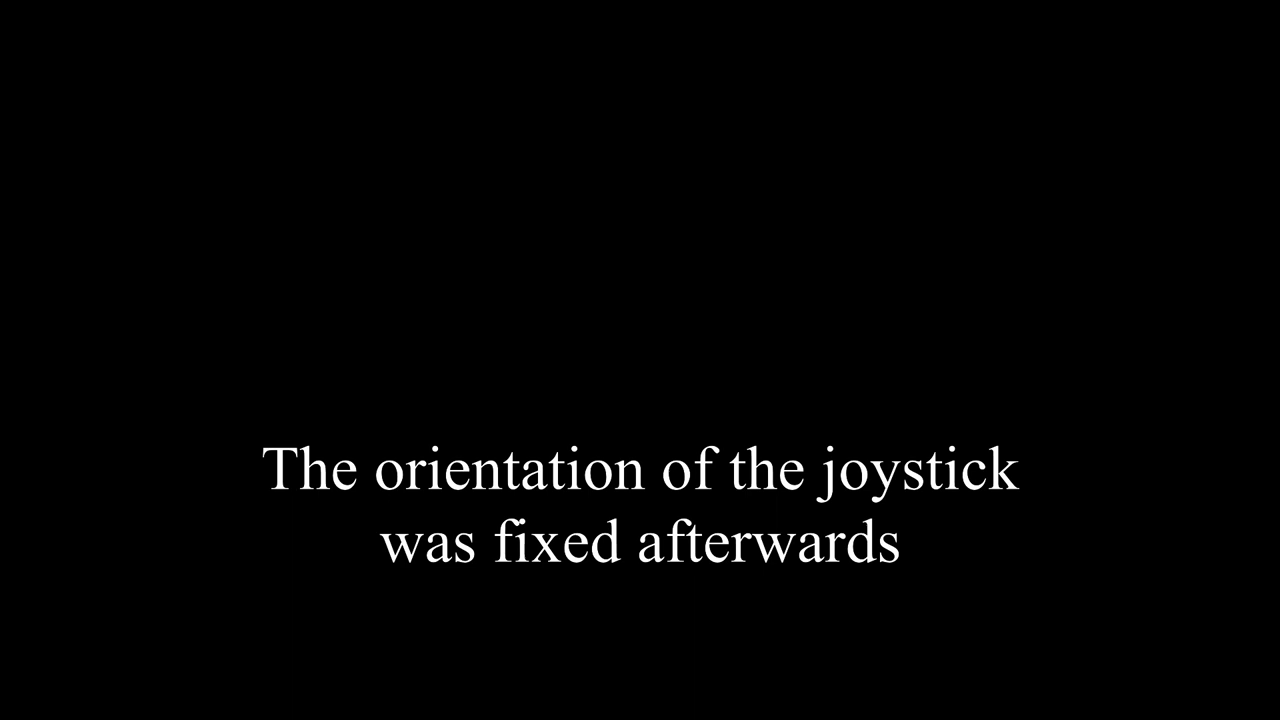 The orientation of the joystick
was fixed afterwards